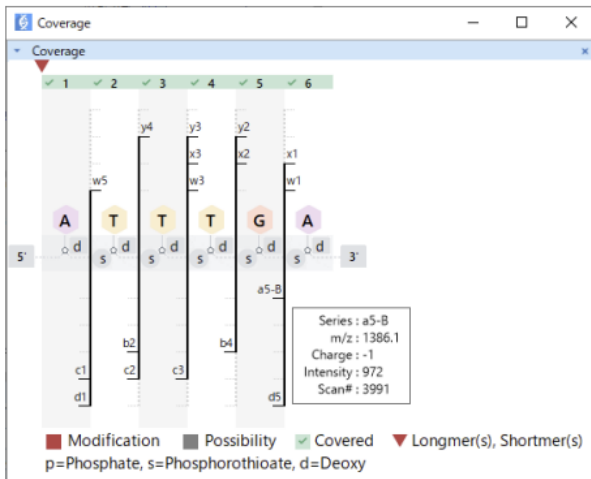 Coverage
Coverage
1 2 3 4 5 6
y4 y3 y2
x3 x2 x1
w5 w3 w1
A T T T G A
d d d d d d
5' s s s s s 3'
a5-B
Series : a5-B
m/z : 1386.1
Charge : -1
Intensity : 972
Scan# : 3991
b2 b4
c1 c2 c3
d1 d5
Modification Possibility Covered Longmer(s), Shortmer(s)
p=Phosphate, s=Phosphorothioate, d=Deoxy